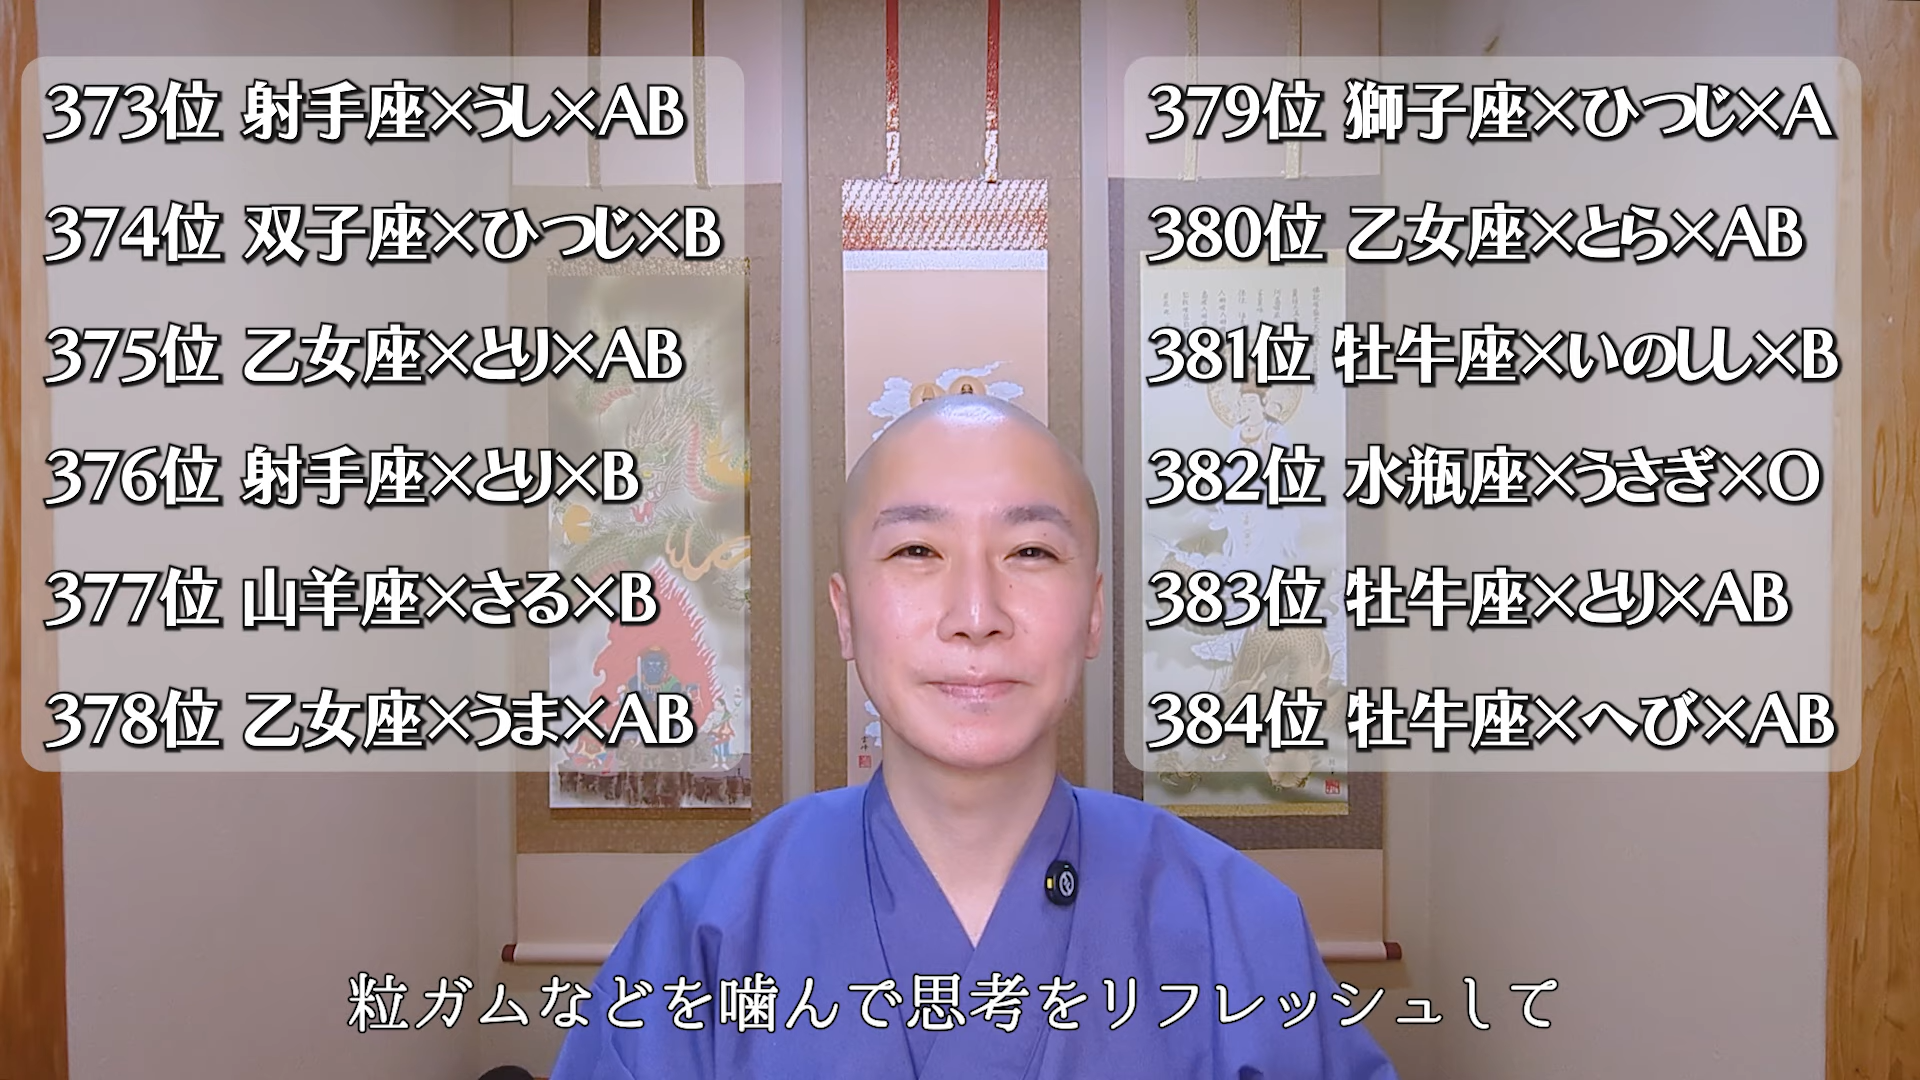 373位 射手座×うし×AB
374位 双子座×ひつじ×B
375位 乙女座×とり×AB
376位 射手座×とり×B
377位 山羊座×さる×B
378位 乙女座×うま×AB
379位 獅子座×ひつじ×A
380位 乙女座×とら×AB
381位 牡牛座×いのしし×B
382位 水瓶座×うさぎ×O
383位 牡牛座×とり×AB
384位 牡牛座×へび×AB
粒ガムなどを噛んで思考をリフレッシュして